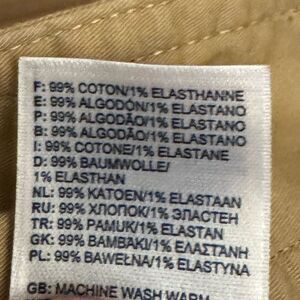 F: 99% COTON/1% ELASTHANNE
E: 99% ALGODÓN/1% ELASTANO
P: 99% ALGODÃO/1% ELASTANO
B: 99% ALGODÃO/1% ELASTANO
I: 99% COTONE/1% ELASTANE
D: 99% BAUMWOLLE/
1% ELASTHAN
NL: 99% KATOEN/1% ELASTAAN
RU: 99% ХЛОПОК/1% ЭЛАСТЕН
TR: 99% PAMUK/1% ELASTAN
GK: 99% BAMBAKI/1% ΕΛΑΣΤΑΝΗ
PL: 99% BAWEŁNA/1% ELASTYNA
GB: MACHINE WASH WARM